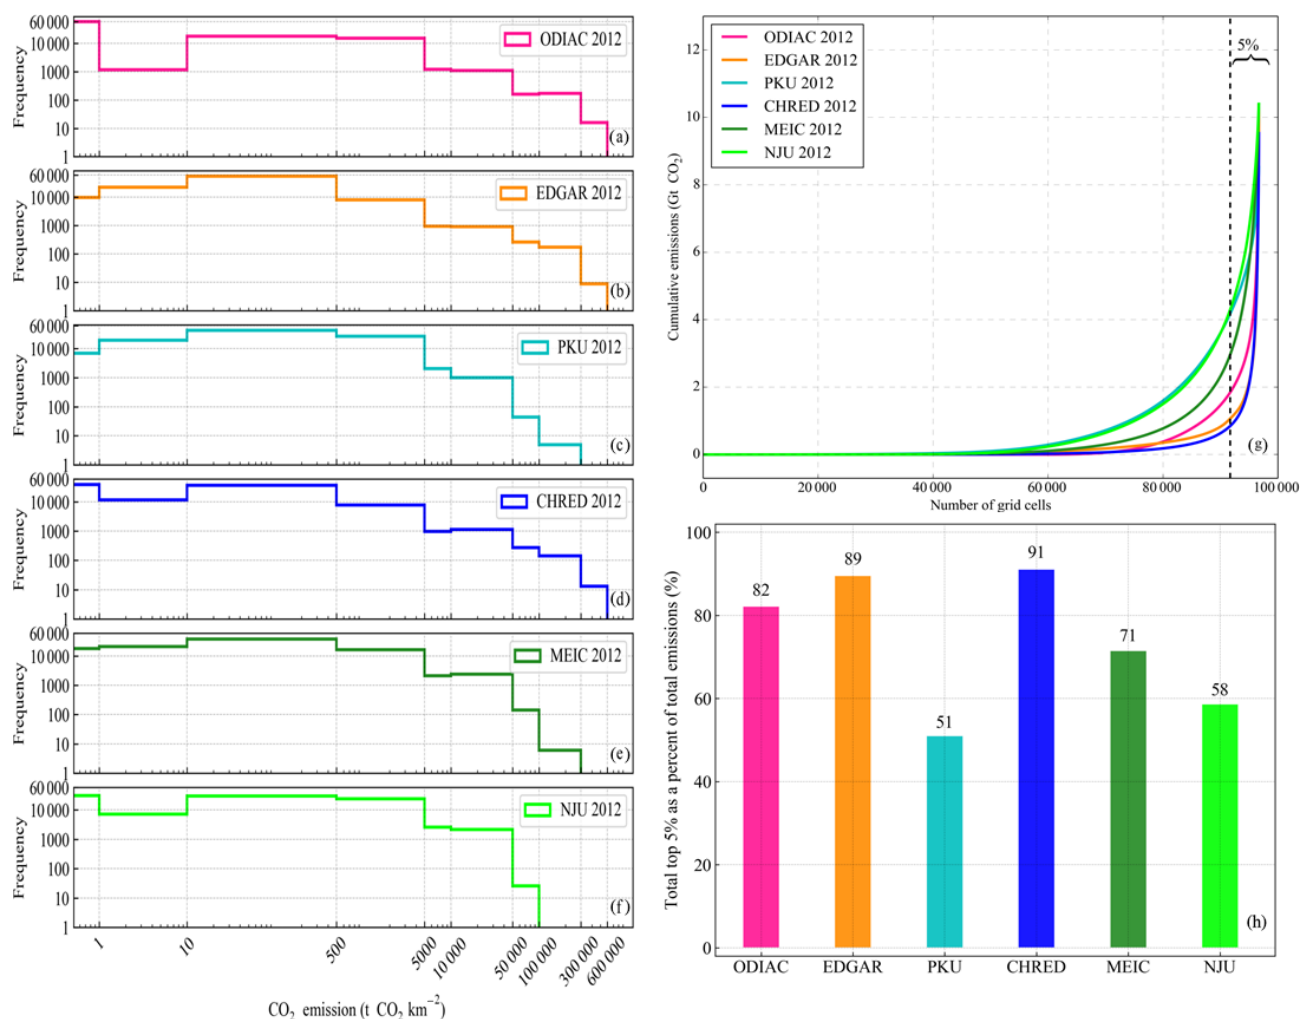 60 000
10 000
1000
100
10
1
Frequency
ODIAC 2012
(a)
60 000
10 000
1000
100
10
1
Frequency
EDGAR 2012
(b)
60 000
10 000
1000
100
10
1
Frequency
PKU 2012
(c)
60 000
10 000
1000
100
10
1
Frequency
CHRED 2012
(d)
60 000
10 000
1000
100
10
1
Frequency
MEIC 2012
(e)
60 000
10 000
1000
100
10
1
Frequency
NJU 2012
(f)
1 10 500 5000 10 000 50 000 100 000 300 000 600 000
CO₂ emission (t CO₂ km⁻²)
12
10
8
6
4
2
0
Cumulative emissions (Gt CO₂)
ODIAC 2012
EDGAR 2012
PKU 2012
CHRED 2012
MEIC 2012
NJU 2012
5%
(g)
0 20 000 40 000 60 000 80 000 100 000
Number of grid cells
100
80
60
40
20
0
Total top 5% as a percent of total emissions (%)
82
89
51
91
71
58
(h)
ODIAC EDGAR PKU CHRED MEIC NJU